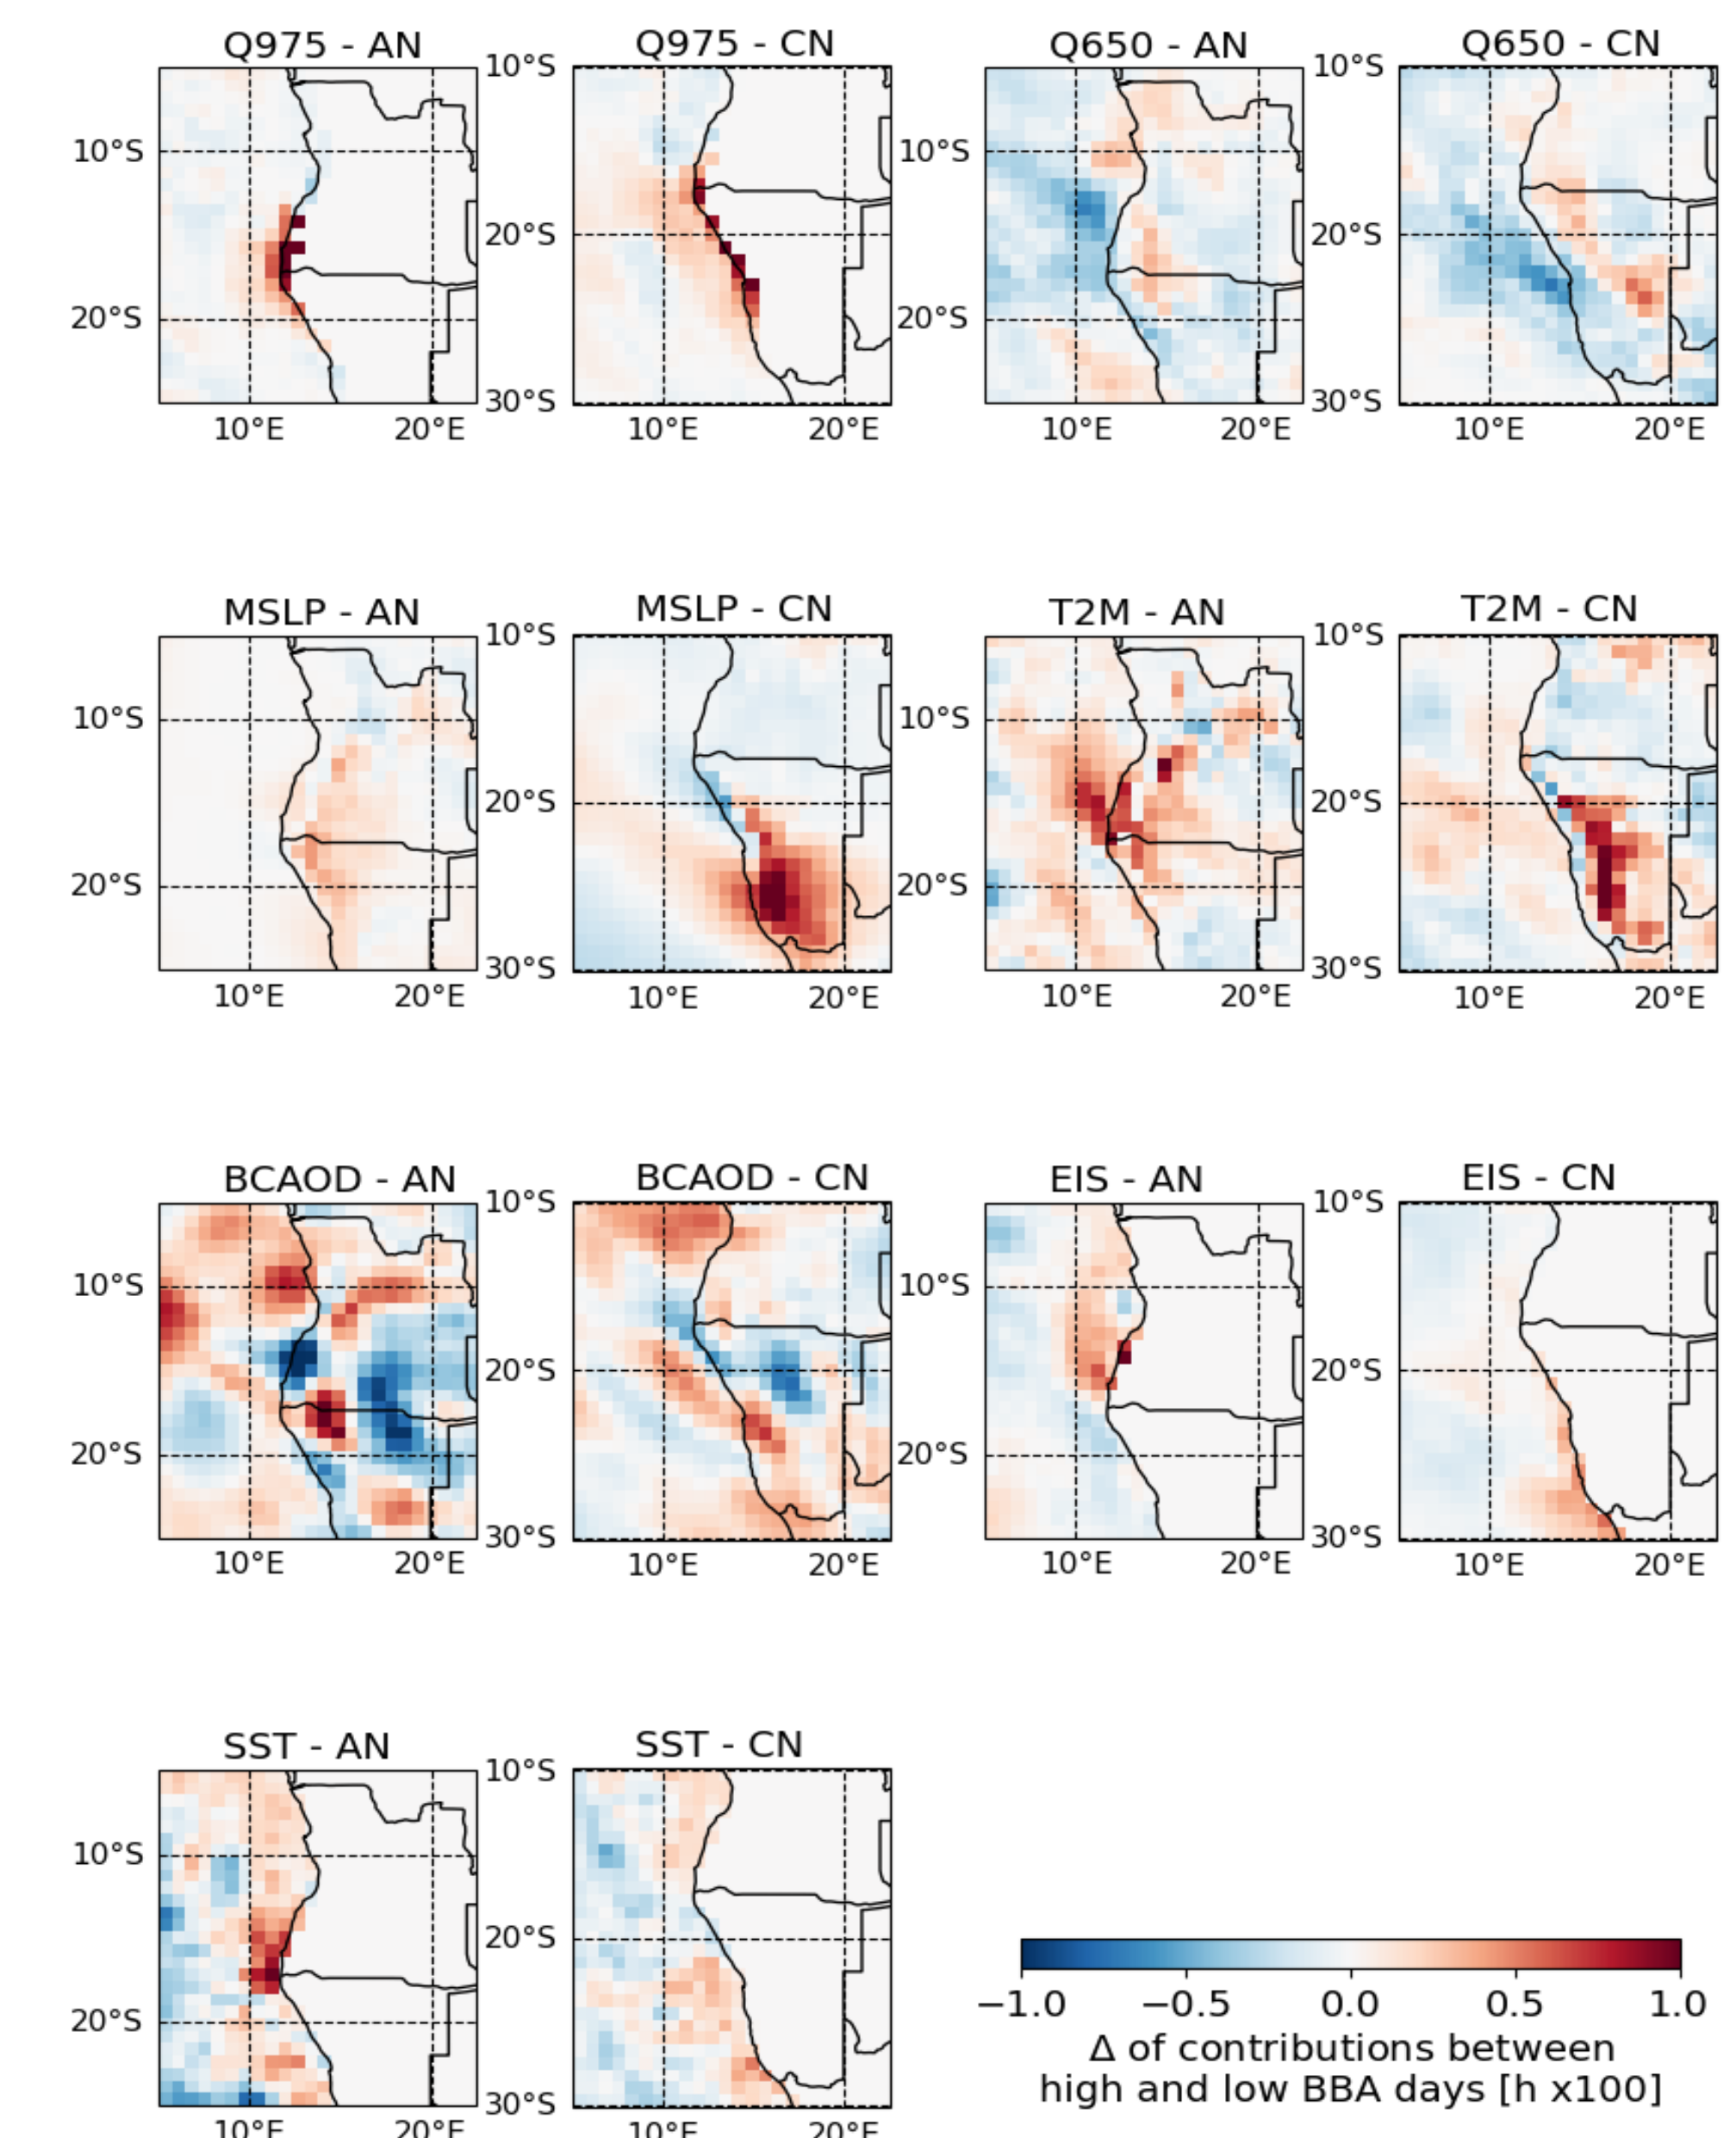 Q975 - AN
Q975 - CN
Q650 - AN
Q650 - CN
10°S
10°S
10°S
10°S
20°S
20°S
20°S
20°S
30°S
30°S
10°E
20°E
10°E
20°E
10°E
20°E
10°E
20°E
MSLP - AN
MSLP - CN
T2M - AN
T2M - CN
10°S
10°S
10°S
10°S
20°S
20°S
20°S
20°S
30°S
30°S
10°E
20°E
10°E
20°E
10°E
20°E
10°E
20°E
BCAOD - AN
BCAOD - CN
EIS - AN
EIS - CN
10°S
10°S
10°S
10°S
20°S
20°S
20°S
20°S
30°S
30°S
10°E
20°E
10°E
20°E
10°E
20°E
10°E
20°E
SST - AN
SST - CN
10°S
10°S
20°S
20°S
30°S
10°E
20°E
10°E
20°E
−1.0
−0.5
0.0
0.5
1.0
Δ of contributions between
high and low BBA days [h x100]